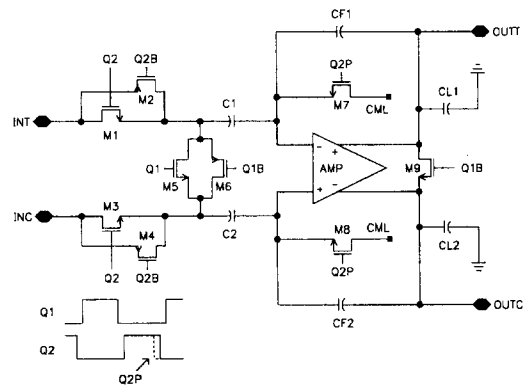 CF1
OUTT
Q2 Q2B
Q2P
M2
C1
M7
CML
CL1
INT
M1
- +
Q1 M5 M6 Q1B
AMP
M9 Q1B
+ -
M3
INC
C2
M8
CML
M4
CL2
Q2 Q2B
Q2P
Q1
CF2
OUTC
Q2
Q2P